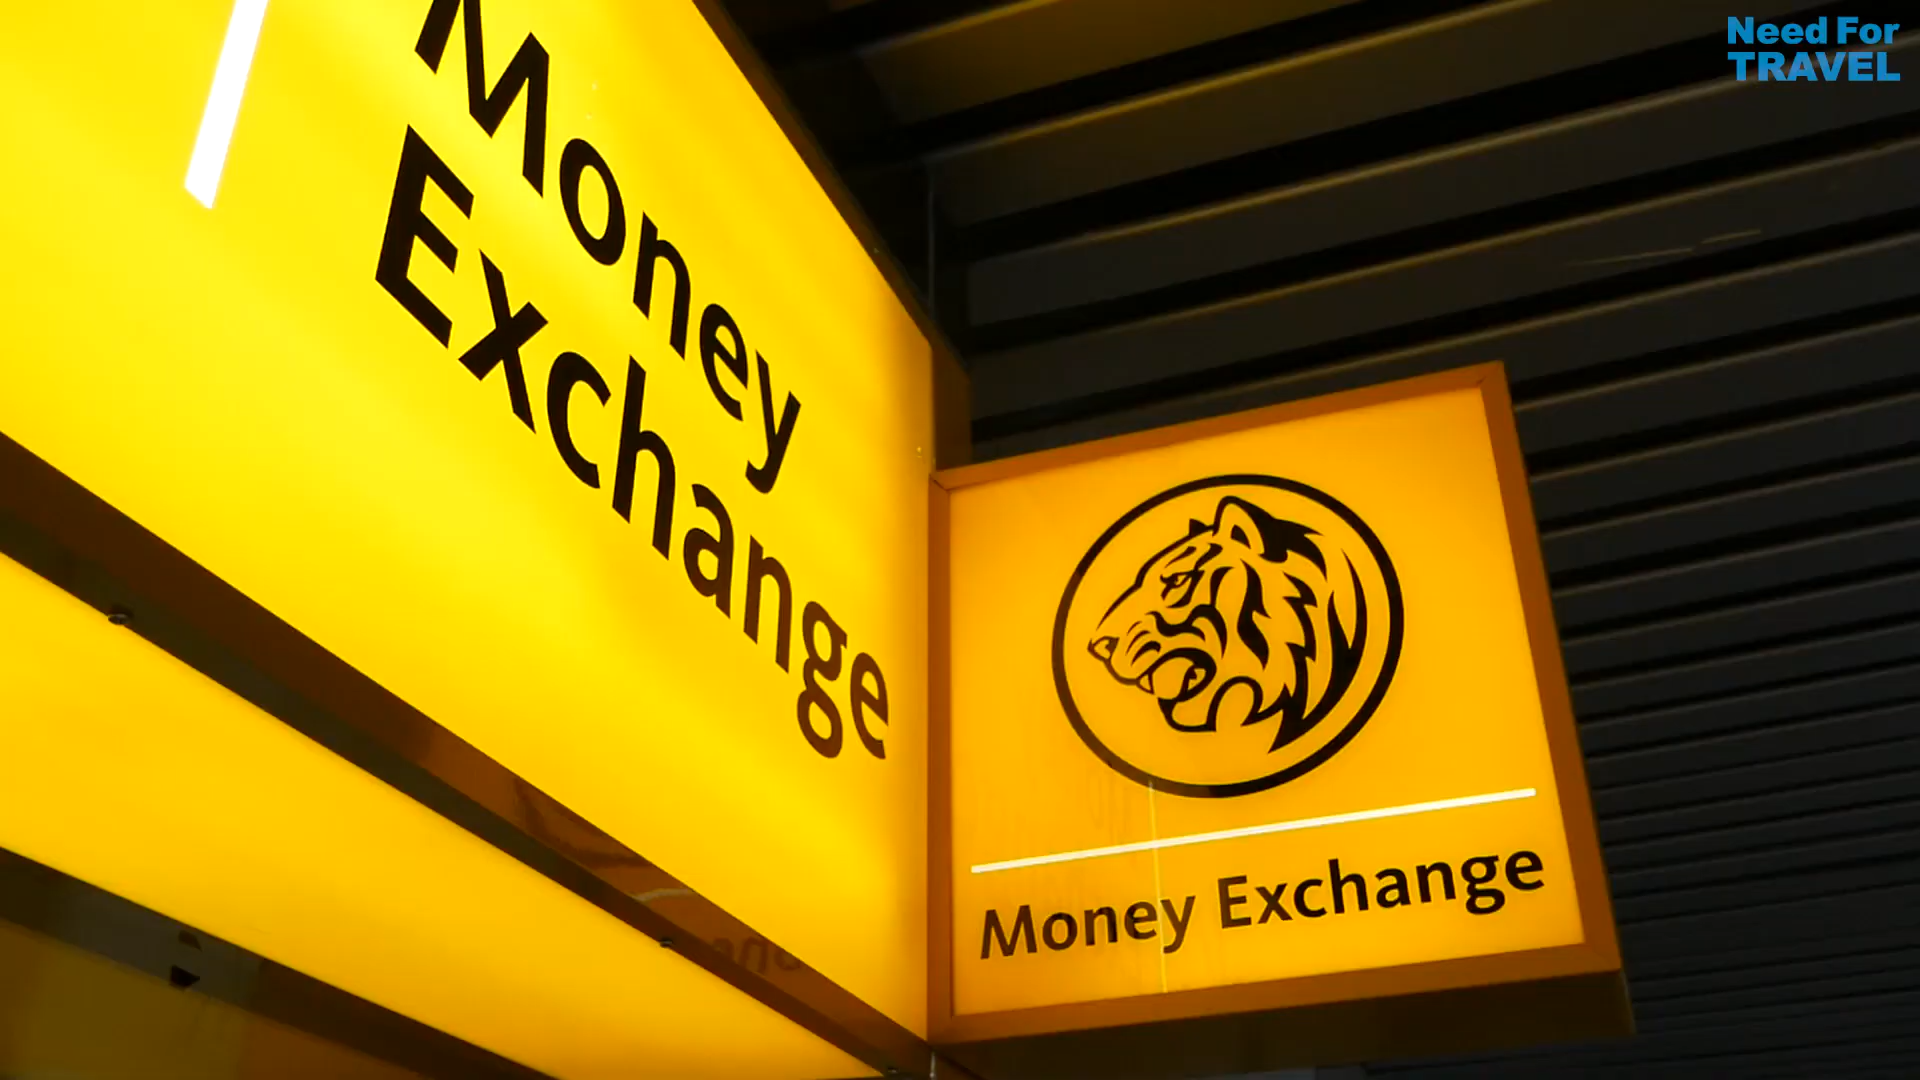 Need For
TRAVEL
Money
Exchange
Money Exchange